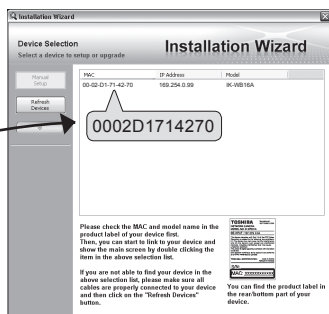 Installation Wizard
Device Selection
Select a device to setup or upgrade
Installation Wizard
Manual
Setup
Refresh
Devices
MAC
IP Address
Model
00-02-D1-71-42-70
169.254.0.99
IK-WB16A
0002D1714270
Please check the MAC and model name in the
product label of your device first.
Then, you can start to link to your device and
show the main screen by double clicking the
item in the above selection list.
If you are not able to find your device in the
above selection list, please make sure all
cables are properly connected to your device
and then click on the "Refresh Devices"
button.
TOSHIBA
MAC
You can find the product label in
the rear/bottom part of your
device.